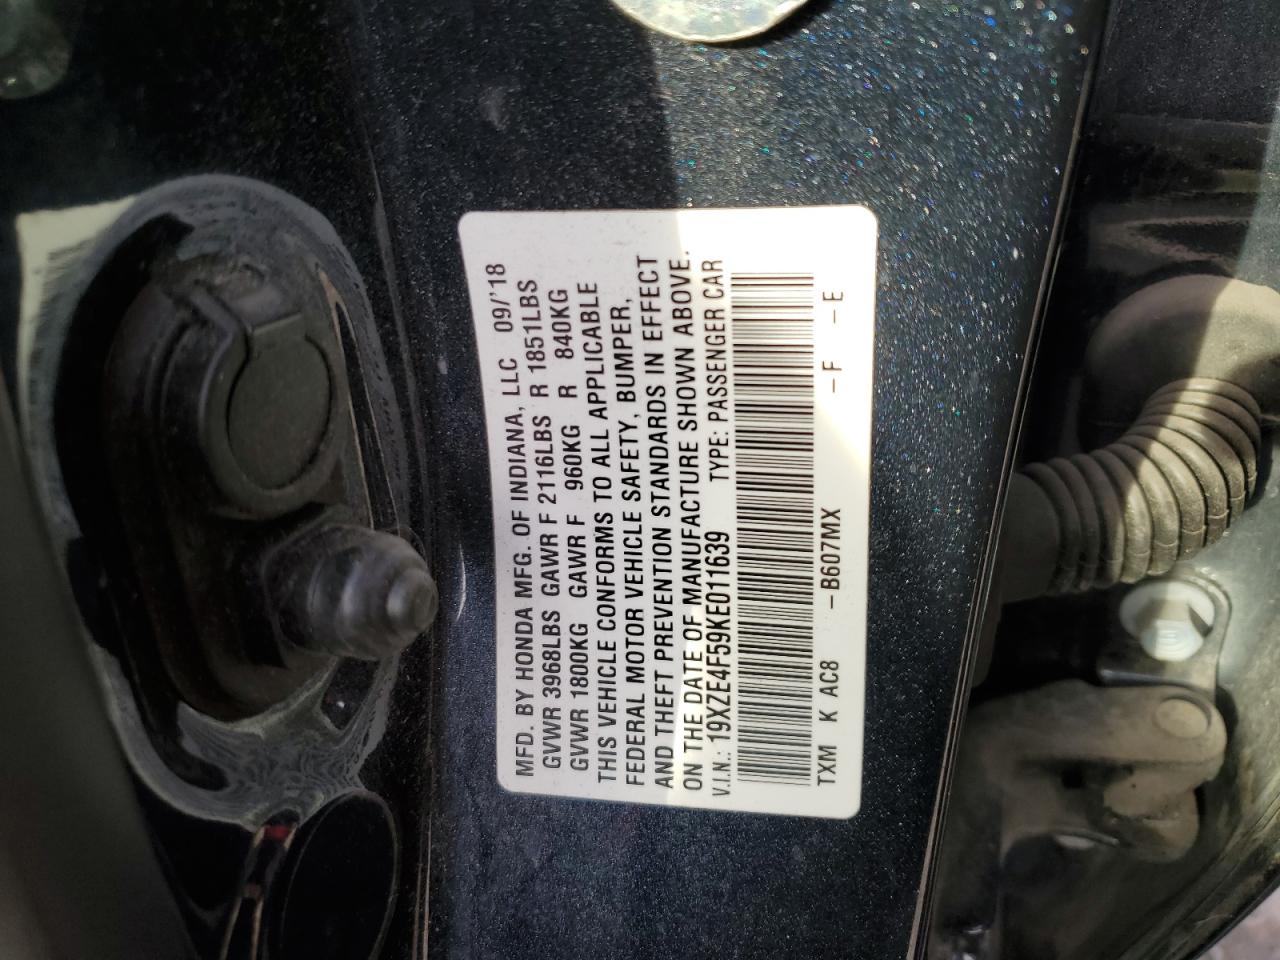 MFD. BY HONDA MFG. OF INDIANA, LLC 09/'18
GVWR 3968LBS GAWR F 2116LBS R 1851LBS
GVWR 1800KG GAWR F 960KG R 840KG
THIS VEHICLE CONFORMS TO ALL APPLICABLE
FEDERAL MOTOR VEHICLE SAFETY, BUMPER,
AND THEFT PREVENTION STANDARDS IN EFFECT
ON THE DATE OF MANUFACTURE SHOWN ABOVE.
V.I.N.: 19XZE4F59KE011639 TYPE: PASSENGER CAR
TXM K AC8 –B607MX –F –E